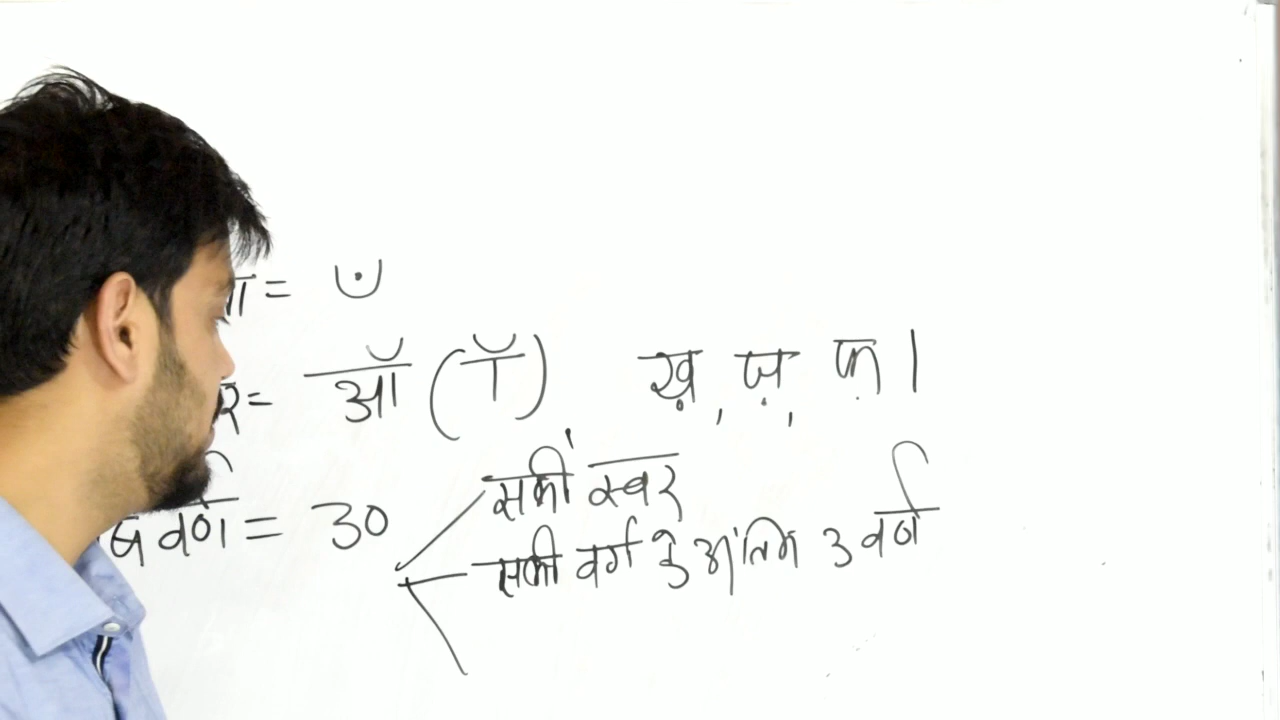 = ں
= ऑ (ॉ) ख़, ज़, फ़।
सभी स्वर
वर्ण = 30
सभी वर्ग के अंतिम 3 वर्ण